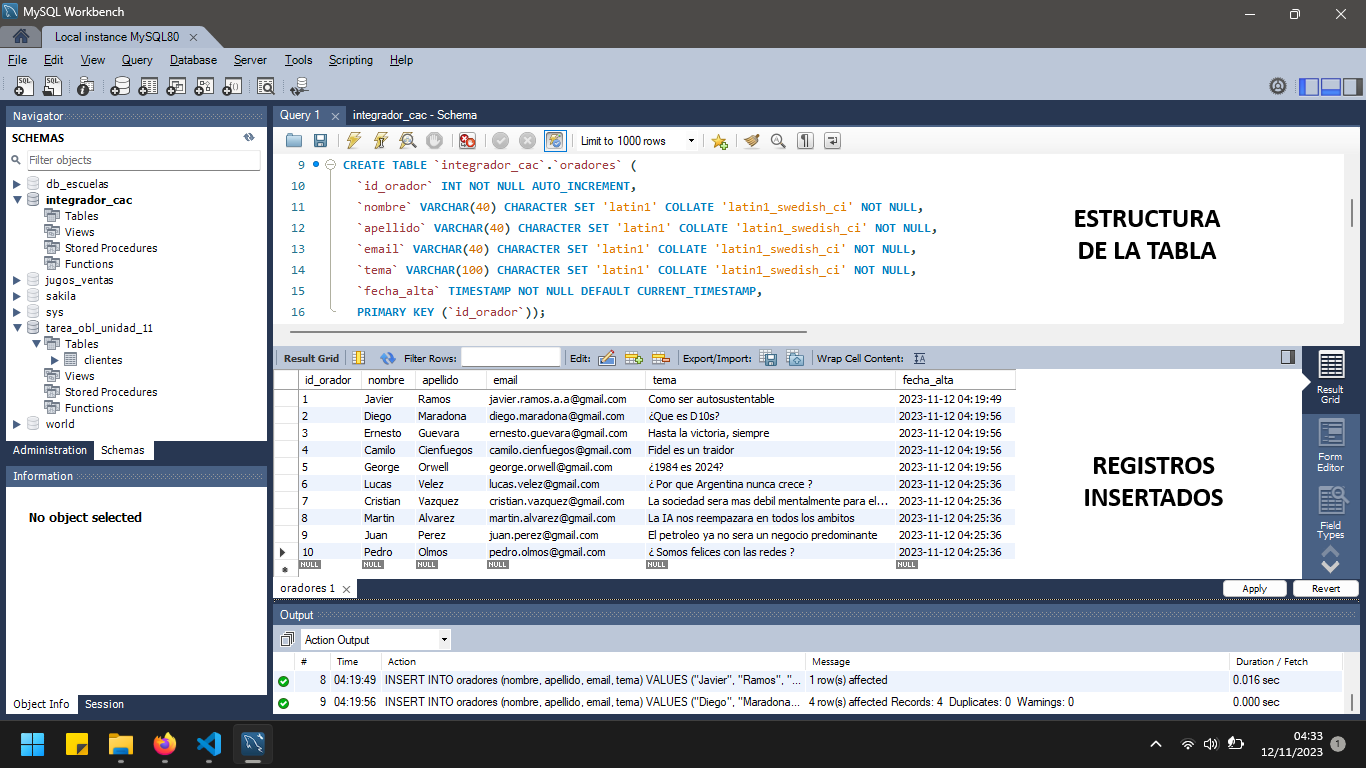 MySQL Workbench
Local instance MySQL80
File Edit View Query Database Server Tools Scripting Help
Navigator
SCHEMAS
Filter objects
db_escuelas
integrador_cac
Tables
Views
Stored Procedures
Functions
jugos_ventas
sakila
sys
tarea_obl_unidad_11
Tables
clientes
Views
Stored Procedures
Functions
world
Administration Schemas
Information
No object selected
Object Info Session
Query 1 integrador_cac - Schema
Limit to 1000 rows
9 CREATE TABLE `integrador_cac`.`oradores` (
10 `id_orador` INT NOT NULL AUTO_INCREMENT,
11 `nombre` VARCHAR(40) CHARACTER SET 'latin1' COLLATE 'latin1_swedish_ci' NOT NULL,
12 `apellido` VARCHAR(40) CHARACTER SET 'latin1' COLLATE 'latin1_swedish_ci' NOT NULL,
13 `email` VARCHAR(40) CHARACTER SET 'latin1' COLLATE 'latin1_swedish_ci' NOT NULL,
14 `tema` VARCHAR(100) CHARACTER SET 'latin1' COLLATE 'latin1_swedish_ci' NOT NULL,
15 `fecha_alta` TIMESTAMP NOT NULL DEFAULT CURRENT_TIMESTAMP,
16 PRIMARY KEY (`id_orador`));
ESTRUCTURA
DE LA TABLA
Result Grid Filter Rows: Edit: Export/Import: Wrap Cell Content:
id_orador nombre apellido email tema fecha_alta
1 Javier Ramos javier.ramos.a.a@gmail.com Como ser autosustentable 2023-11-12 04:19:49
2 Diego Maradona diego.maradona@gmail.com ¿Que es D10s? 2023-11-12 04:19:56
3 Ernesto Guevara ernesto.guevara@gmail.com Hasta la victoria, siempre 2023-11-12 04:19:56
4 Camilo Cienfuegos camilo.cienfuegos@gmail.com Fidel es un traidor 2023-11-12 04:19:56
5 George Orwell george.orwell@gmail.com ¿1984 es 2024? 2023-11-12 04:19:56
6 Lucas Velez lucas.velez@gmail.com ¿ Por que Argentina nunca crece ? 2023-11-12 04:25:36
7 Cristian Vazquez cristian.vazquez@gmail.com La sociedad sera mas debil mentalmente para el... 2023-11-12 04:25:36
8 Martin Alvarez martin.alvarez@gmail.com La IA nos reempazara en todos los ambitos 2023-11-12 04:25:36
9 Juan Perez juan.perez@gmail.com El petroleo ya no sera un negocio predominante 2023-11-12 04:25:36
10 Pedro Olmos pedro.olmos@gmail.com ¿ Somos felices con las redes ? 2023-11-12 04:25:36
NULL NULL NULL NULL NULL NULL
REGISTROS
INSERTADOS
Result
Grid
Form
Editor
Field
Types
oradores 1
Apply Revert
Output
Action Output
# Time Action Message Duration / Fetch
8 04:19:49 INSERT INTO oradores (nombre, apellido, email, tema) VALUES ("Javier", "Ramos", "... 1 row(s) affected 0.016 sec
9 04:19:56 INSERT INTO oradores (nombre, apellido, email, tema) VALUES ("Diego", "Maradona... 4 row(s) affected Records: 4 Duplicates: 0 Warnings: 0 0.000 sec
04:33
12/11/2023
1